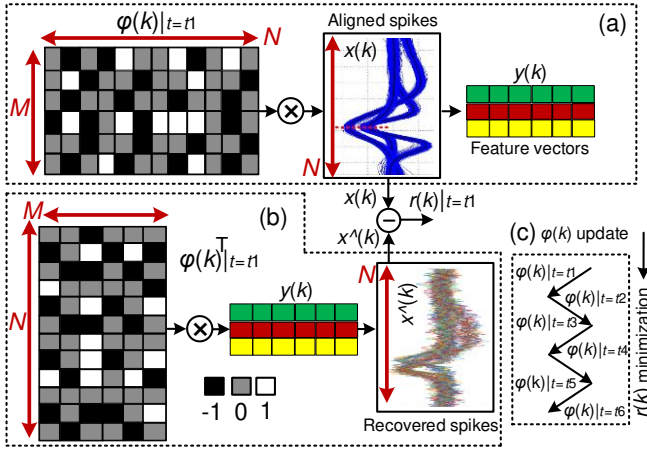 φ(k)|t=t1
N
Aligned spikes
(a)
x(k)
M
y(k)
N
Feature vectors
x(k)
r(k)|t=t1
x^(k)
M
(b)
φ(k)ᵀ|t=t1
N
y(k)
N
x^(k)
-1 0 1
Recovered spikes
(c) φ(k) update
φ(k)|t=t1
φ(k)|t=t2
φ(k)|t=t3
φ(k)|t=t4
φ(k)|t=t5
φ(k)|t=t6
r(k) minimization